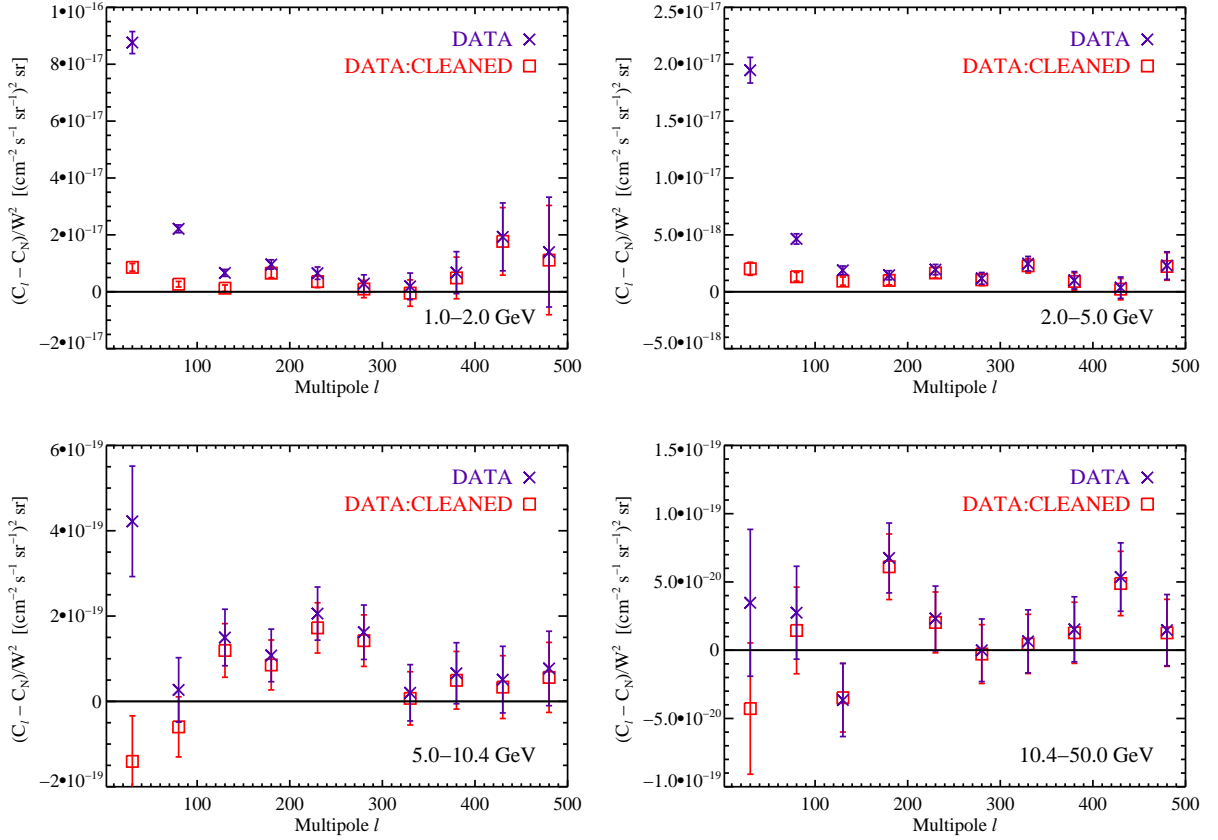 1•10⁻¹⁶
8•10⁻¹⁷
6•10⁻¹⁷
4•10⁻¹⁷
2•10⁻¹⁷
0
−2•10⁻¹⁷
(C_l − C_N)/W² [(cm⁻² s⁻¹ sr⁻¹)² sr]
DATA
DATA:CLEANED
1.0−2.0 GeV
100 200 300 400 500
Multipole l
2.5•10⁻¹⁷
2.0•10⁻¹⁷
1.5•10⁻¹⁷
1.0•10⁻¹⁷
5.0•10⁻¹⁸
0
−5.0•10⁻¹⁸
(C_l − C_N)/W² [(cm⁻² s⁻¹ sr⁻¹)² sr]
DATA
DATA:CLEANED
2.0−5.0 GeV
100 200 300 400 500
Multipole l
6•10⁻¹⁹
4•10⁻¹⁹
2•10⁻¹⁹
0
−2•10⁻¹⁹
(C_l − C_N)/W² [(cm⁻² s⁻¹ sr⁻¹)² sr]
DATA
DATA:CLEANED
5.0−10.4 GeV
100 200 300 400 500
Multipole l
1.5•10⁻¹⁹
1.0•10⁻¹⁹
5.0•10⁻²⁰
0
−5.0•10⁻²⁰
−1.0•10⁻¹⁹
(C_l − C_N)/W² [(cm⁻² s⁻¹ sr⁻¹)² sr]
DATA
DATA:CLEANED
10.4−50.0 GeV
100 200 300 400 500
Multipole l